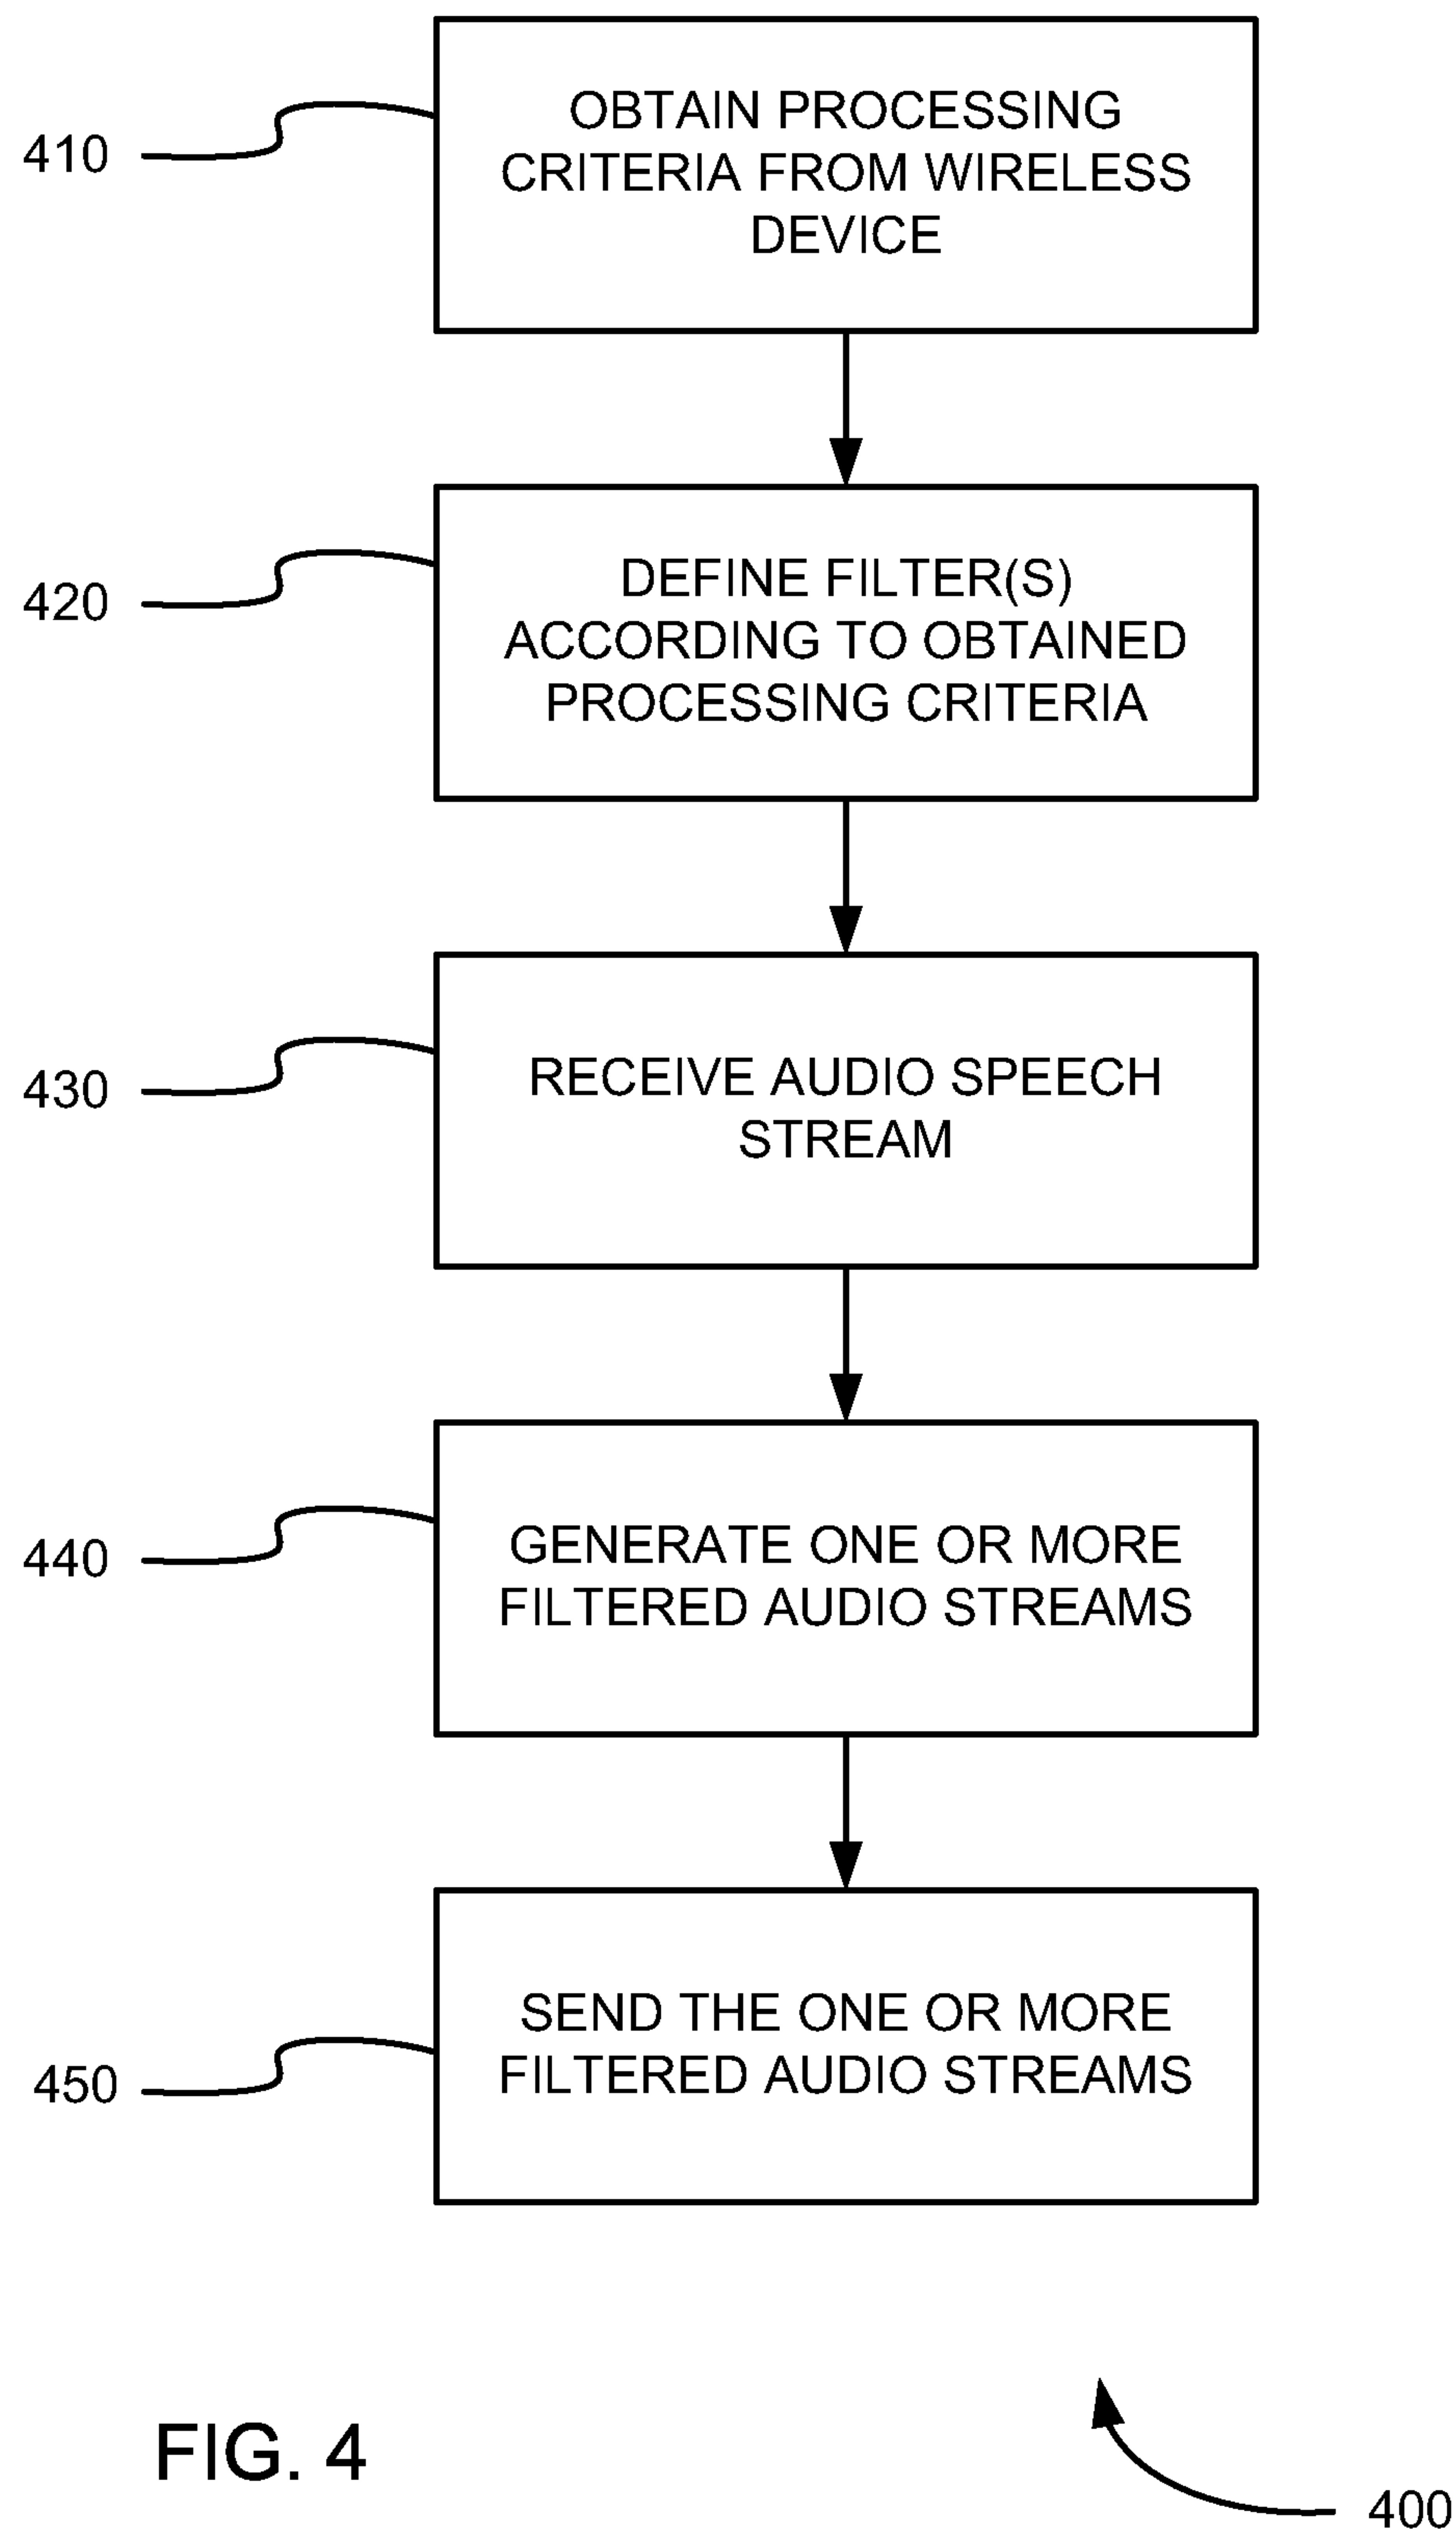 410
OBTAIN PROCESSING
CRITERIA FROM WIRELESS
DEVICE
420
DEFINE FILTER(S)
ACCORDING TO OBTAINED
PROCESSING CRITERIA
430
RECEIVE AUDIO SPEECH
STREAM
440
GENERATE ONE OR MORE
FILTERED AUDIO STREAMS
450
SEND THE ONE OR MORE
FILTERED AUDIO STREAMS
FIG. 4
400